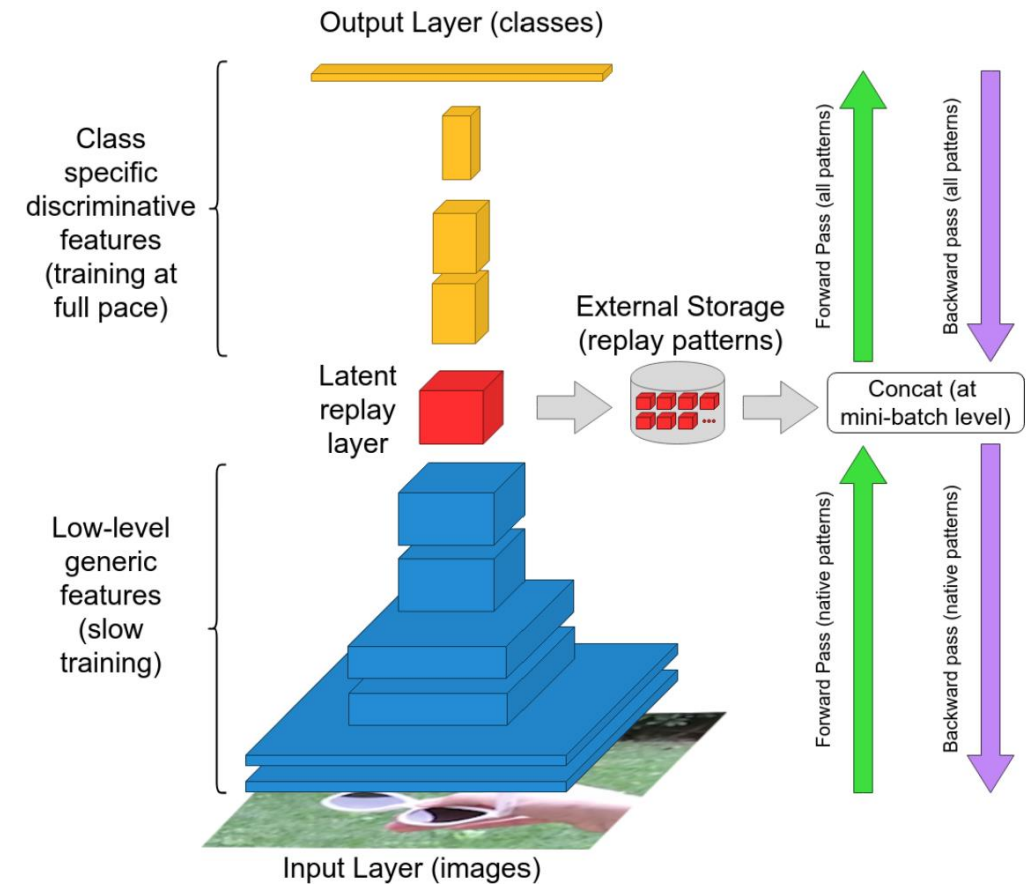 Output Layer (classes)
Class
specific
discriminative
features
(training at
full pace)
Forward Pass (all patterns)
Backward pass (all patterns)
External Storage
(replay patterns)
Latent
replay
layer
Concat (at
mini-batch level)
Low-level
generic
features
(slow
training)
Forward Pass (native patterns)
Backward pass (native patterns)
Input Layer (images)